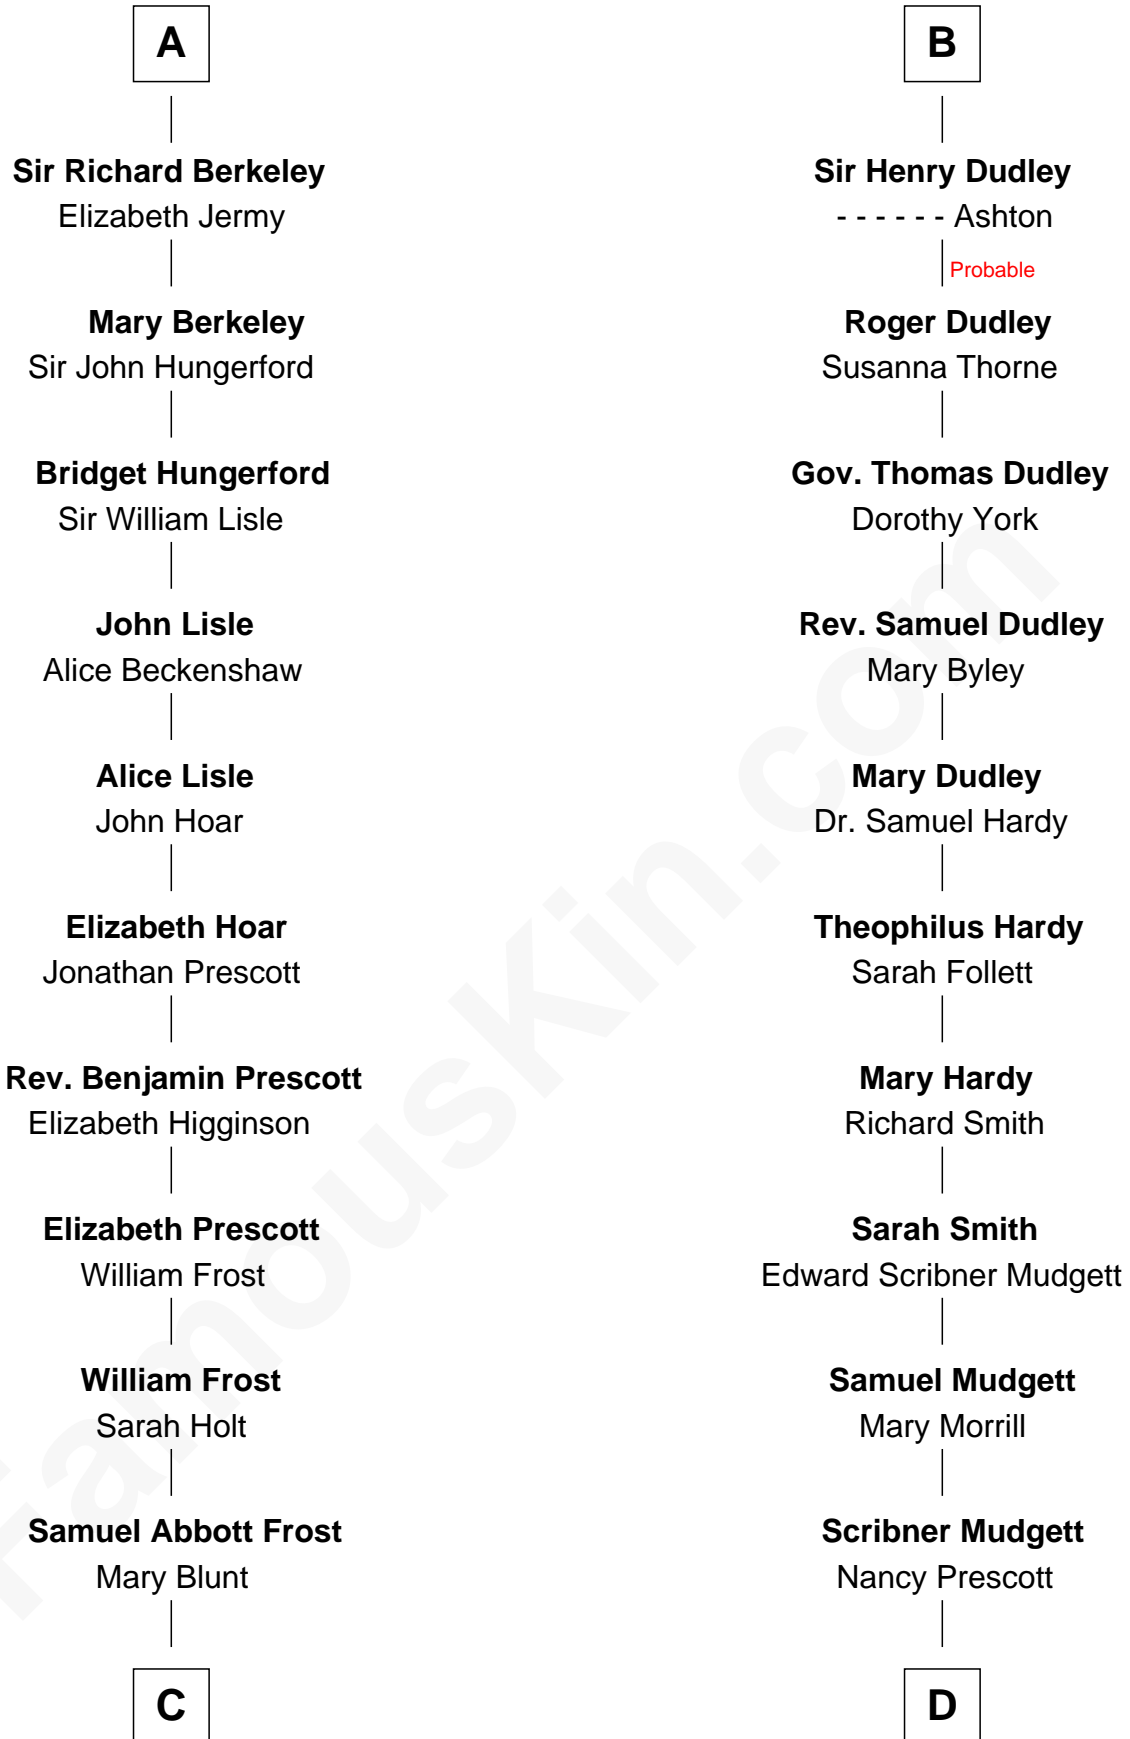 A
Sir Richard Berkeley
Elizabeth Jermy
Mary Berkeley
Sir John Hungerford
Bridget Hungerford
Sir William Lisle
John Lisle
Alice Beckenshaw
Alice Lisle
John Hoar
Elizabeth Hoar
Jonathan Prescott
Rev. Benjamin Prescott
Elizabeth Higginson
Elizabeth Prescott
William Frost
William Frost
Sarah Holt
Samuel Abbott Frost
Mary Blunt
C
B
Sir Henry Dudley
- - - - - - Ashton
Probable
Roger Dudley
Susanna Thorne
Gov. Thomas Dudley
Dorothy York
Rev. Samuel Dudley
Mary Byley
Mary Dudley
Dr. Samuel Hardy
Theophilus Hardy
Sarah Follett
Mary Hardy
Richard Smith
Sarah Smith
Edward Scribner Mudgett
Samuel Mudgett
Mary Morrill
Scribner Mudgett
Nancy Prescott
D
FamousKin.com